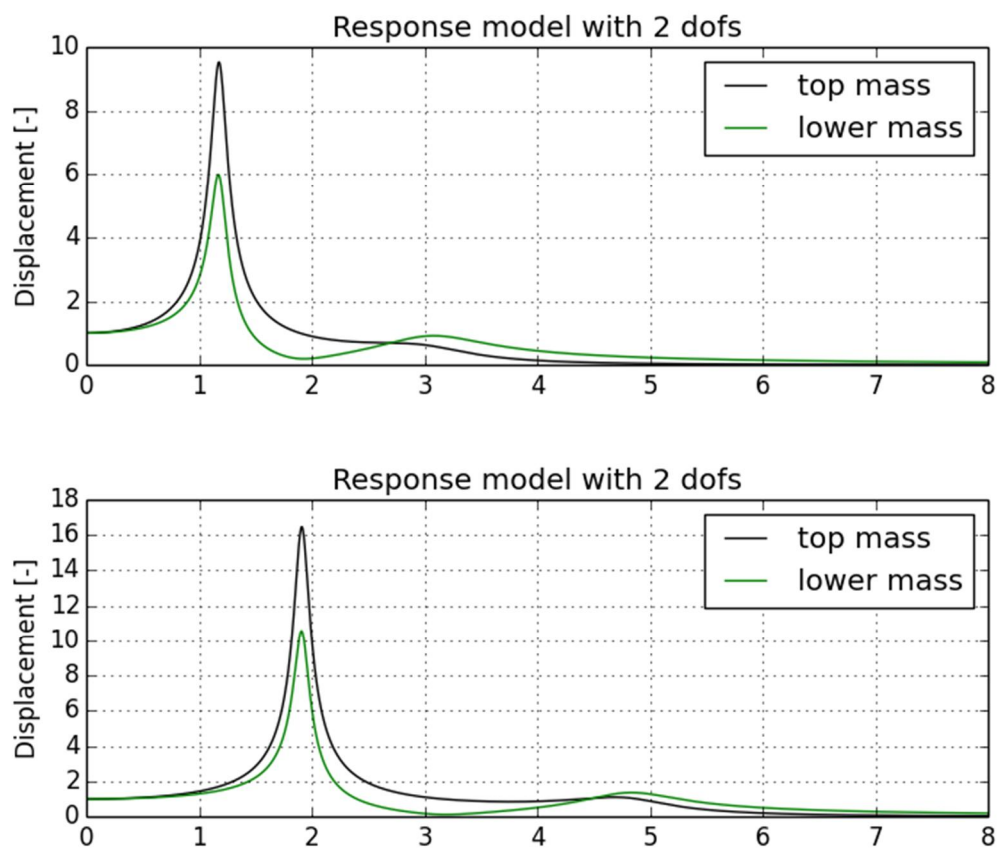 Response model with 2 dofs
10
8
6
4
2
0
Displacement [-]
top mass
lower mass
0 1 2 3 4 5 6 7 8
Response model with 2 dofs
18
16
14
12
10
8
6
4
2
0
Displacement [-]
top mass
lower mass
0 1 2 3 4 5 6 7 8